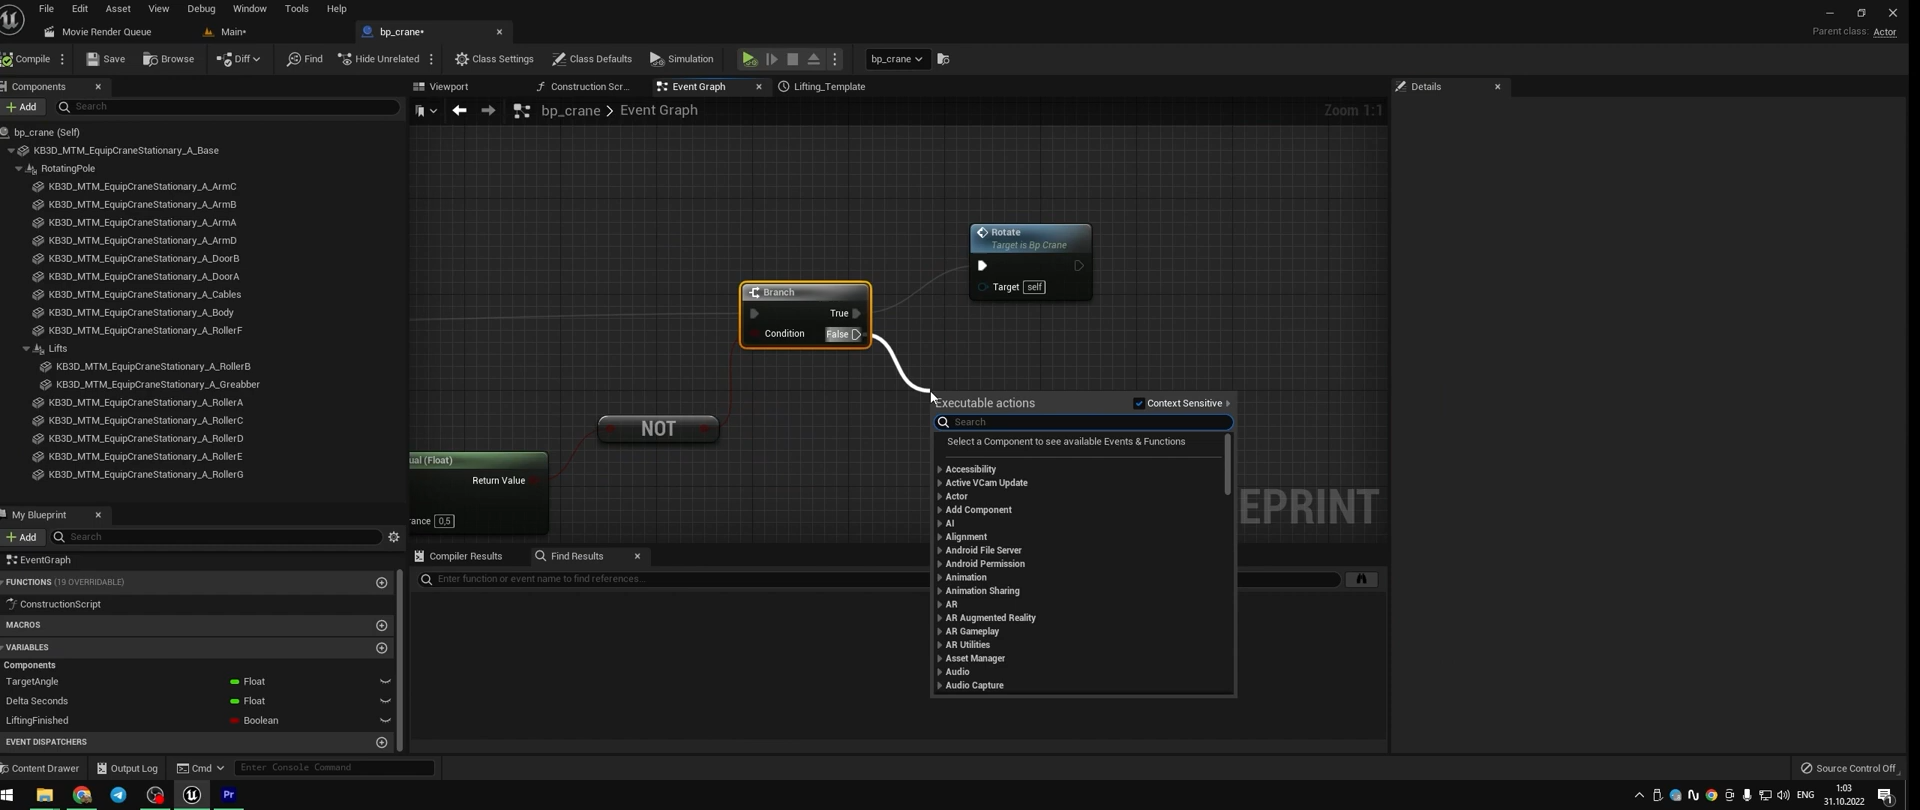 File Edit Asset View Debug Window Tools Help
Movie Render Queue Main* bp_crane*
Parent class: Actor
Compile Save Browse Diff Find Hide Unrelated Class Settings Class Defaults Simulation bp_crane
Components Viewport Construction Scr... Event Graph Lifting_Template Details
Add Search bp_crane > Event Graph Zoom 1:1
bp_crane (Self)
KB3D_MTM_EquipCraneStationary_A_Base
RotatingPole
KB3D_MTM_EquipCraneStationary_A_ArmC
KB3D_MTM_EquipCraneStationary_A_ArmB
KB3D_MTM_EquipCraneStationary_A_ArmA
KB3D_MTM_EquipCraneStationary_A_ArmD
KB3D_MTM_EquipCraneStationary_A_DoorB
KB3D_MTM_EquipCraneStationary_A_DoorA
KB3D_MTM_EquipCraneStationary_A_Cables
KB3D_MTM_EquipCraneStationary_A_Body
KB3D_MTM_EquipCraneStationary_A_RollerF
Lifts
KB3D_MTM_EquipCraneStationary_A_RollerB
KB3D_MTM_EquipCraneStationary_A_Greabber
KB3D_MTM_EquipCraneStationary_A_RollerA
KB3D_MTM_EquipCraneStationary_A_RollerC
KB3D_MTM_EquipCraneStationary_A_RollerD
KB3D_MTM_EquipCraneStationary_A_RollerE
KB3D_MTM_EquipCraneStationary_A_RollerG
Rotate
Target is Bp Crane
Target self
Branch
True
Condition False
NOT
ual (Float)
Return Value
rance 0,5
EPRINT
Executable actions Context Sensitive
Search
Select a Component to see available Events & Functions
Accessibility
Active VCam Update
Actor
Add Component
AI
Alignment
Android File Server
Android Permission
Animation
Animation Sharing
AR
AR Augmented Reality
AR Gameplay
AR Utilities
Asset Manager
Audio
Audio Capture
My Blueprint
Add Search
EventGraph
FUNCTIONS (19 OVERRIDABLE)
ConstructionScript
MACROS
VARIABLES
Components
TargetAngle Float
Delta Seconds Float
LiftingFinished Boolean
EVENT DISPATCHERS
Compiler Results Find Results
Enter function or event name to find references...
Content Drawer Output Log Cmd Enter Console Command Source Control Off
Pr ENG 1:03
31.10.2022